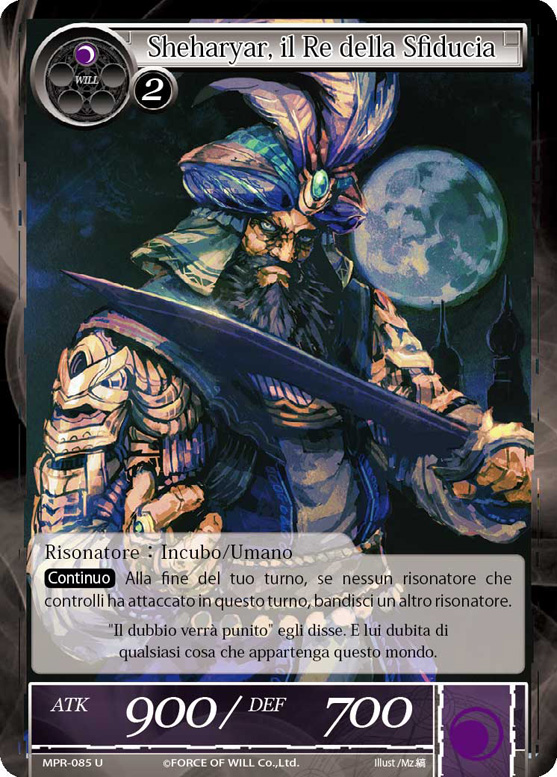 Sheharyar, il Re della Sfiducia
WILL
2
Risonatore : Incubo/Umano
Continuo Alla fine del tuo turno, se nessun risonatore che
controlli ha attaccato in questo turno, bandisci un altro risonatore.
"Il dubbio verrà punito" egli disse. E lui dubita di
qualsiasi cosa che appartenga questo mondo.
ATK 900 / DEF 700
MPR-085 U ©FORCE OF WILL Co.,Ltd. Illust /Mz.縞